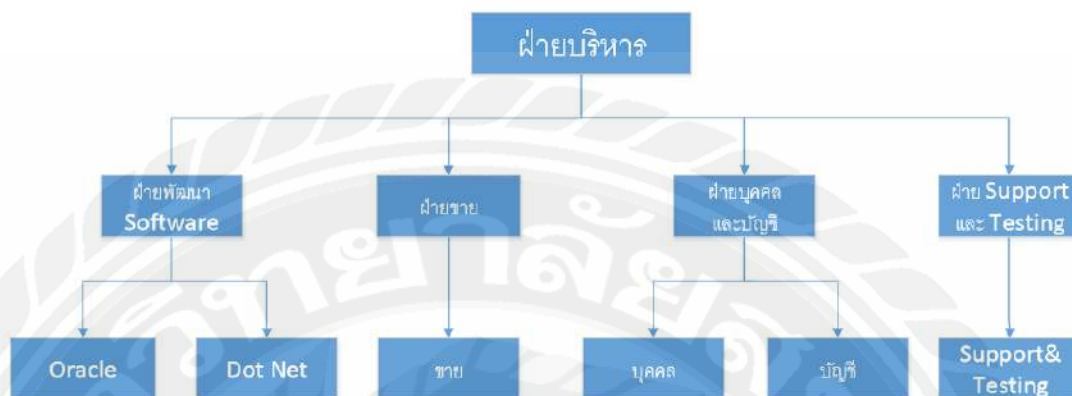 ฝ่ายบริหาร
ฝ่ายพัฒนา
Software
ฝ่ายขาย
ฝ่ายบุคคล
และบัญชี
ฝ่าย Support
และ Testing
Oracle
Dot Net
ขาย
บุคคล
บัญชี
Support&
Testing